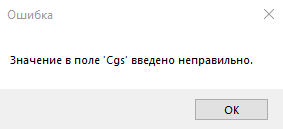 Ошибка
Значение в поле 'Cgs' введено неправильно.
OK